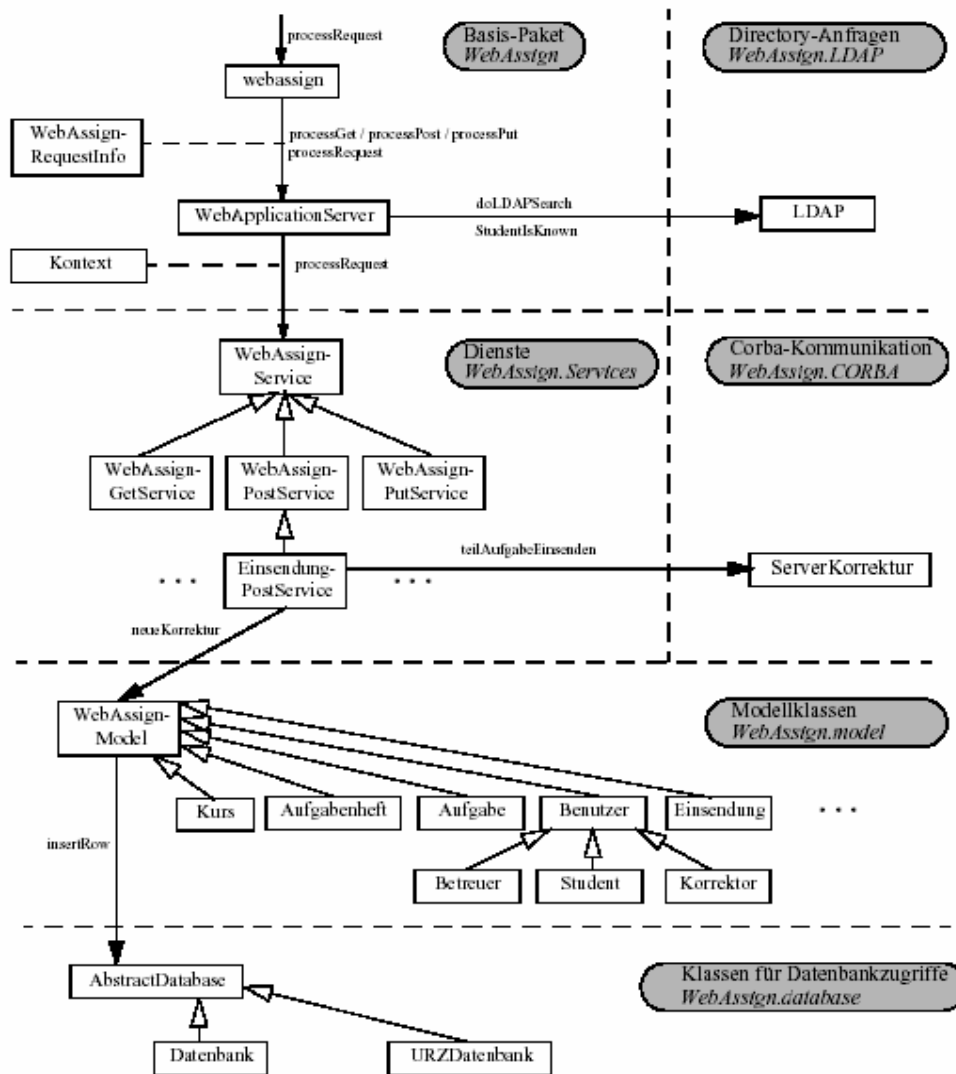 processRequest
Basis-Paket
WebAssign
Directory-Anfragen
WebAssign.LDAP
webassign
WebAssign-
RequestInfo
processGet / processPost / processPut
processRequest
WebApplicationServer
doLDAPSearch
StudentIsKnown
LDAP
Kontext
processRequest
WebAssign-
Service
Dienste
WebAssign.Services
Corba-Kommunikation
WebAssign.CORBA
WebAssign-
GetService
WebAssign-
PostService
WebAssign-
PutService
teilAufgabeEinsenden
. . .
Einsendung-
PostService
. . .
ServerKorrektur
neueKorrektur
WebAssign-
Model
Modellklassen
WebAssign.model
Kurs
Aufgabenheft
Aufgabe
Benutzer
Einsendung
. . .
insertRow
Betreuer
Student
Korrektor
AbstractDatabase
Klassen für Datenbankzugriffe
WebAssign.database
Datenbank
URZDatenbank